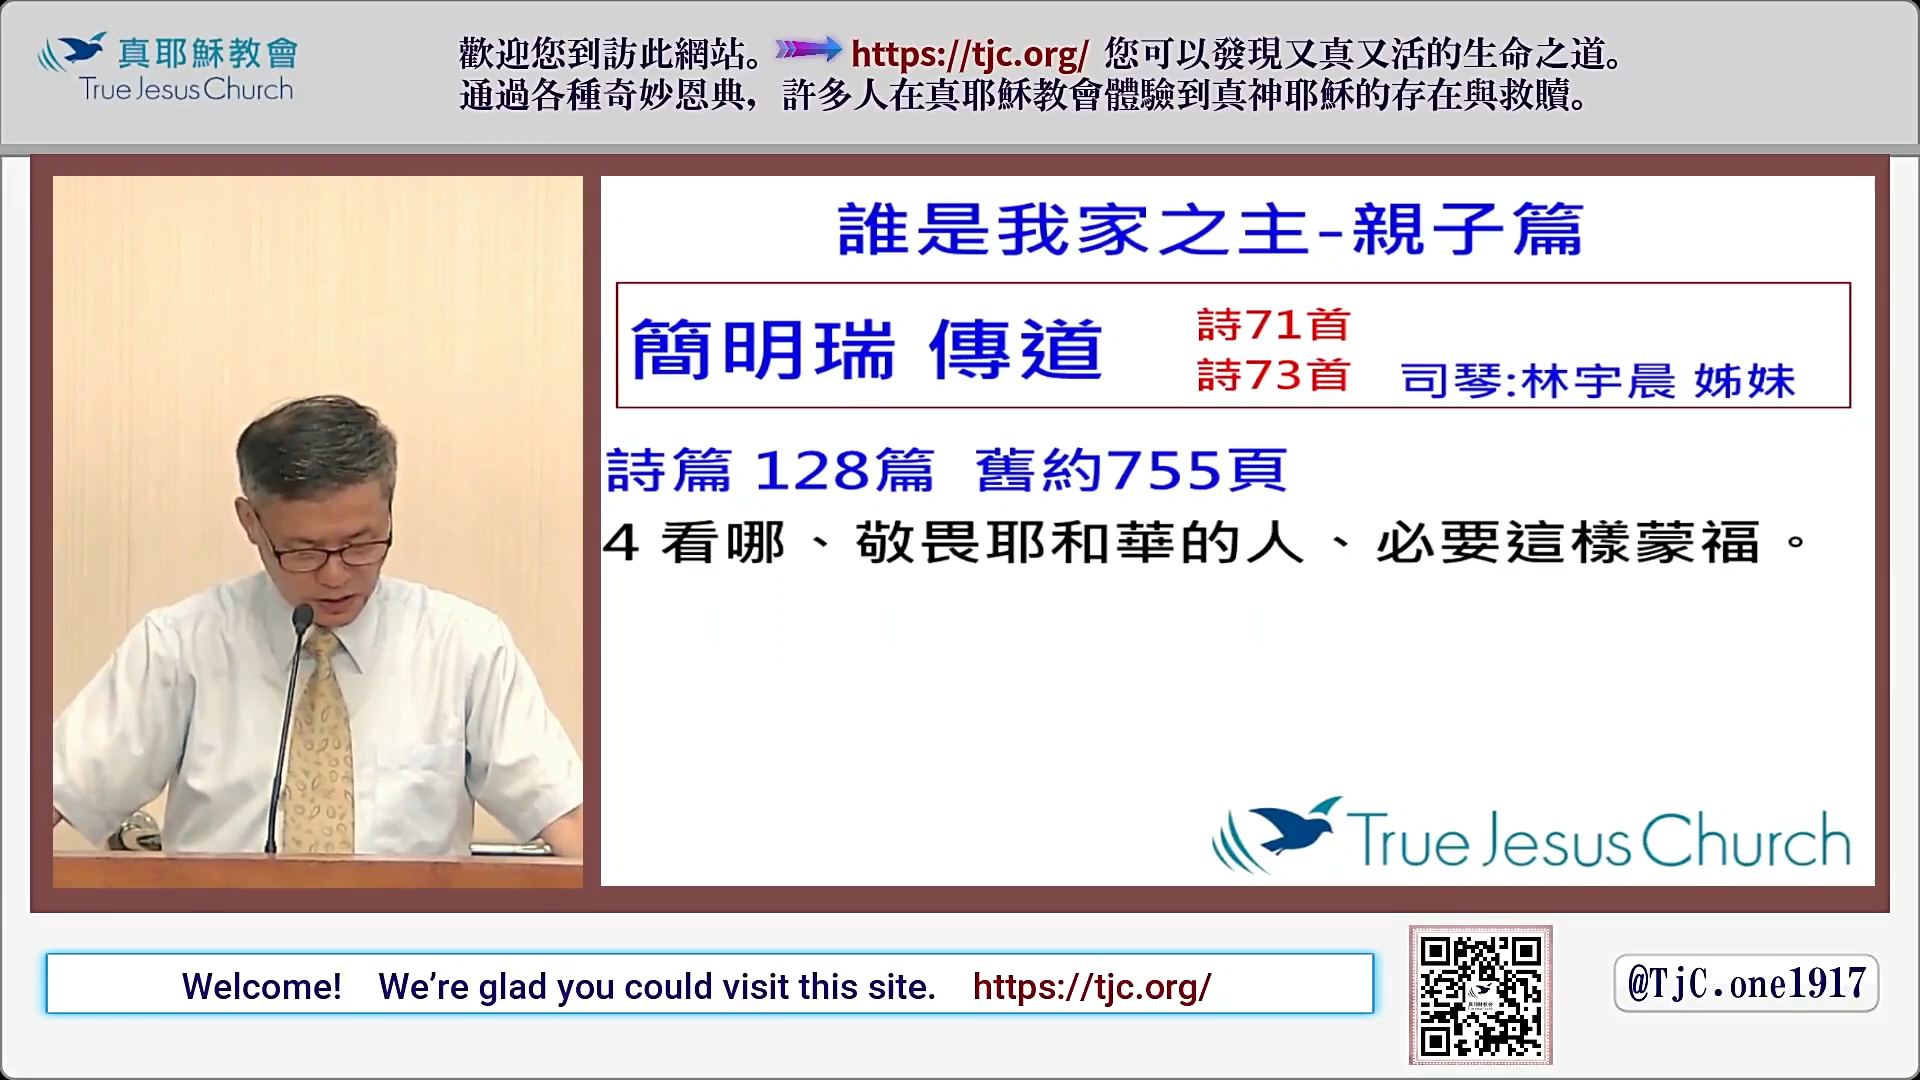 真耶穌教會
True Jesus Church
歡迎您到訪此網站。 https://tjc.org/ 您可以發現又真又活的生命之道。
通過各種奇妙恩典，許多人在真耶穌教會體驗到真神耶穌的存在與救贖。
誰是我家之主-親子篇
簡明瑞 傳道
詩71首
詩73首
司琴:林宇晨 姊妹
詩篇 128篇 舊約755頁
4 看哪、敬畏耶和華的人、必要這樣蒙福。
True Jesus Church
Welcome! We’re glad you could visit this site. https://tjc.org/
@TjC.one1917